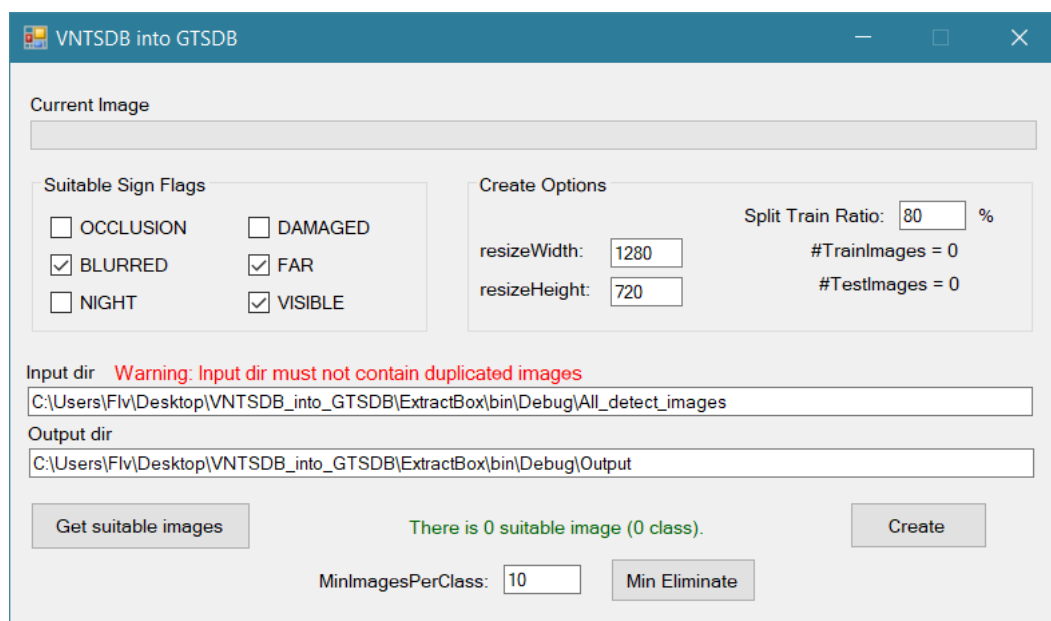 VNTSDB into GTSDB
Current Image
Suitable Sign Flags
OCCLUSION DAMAGED
BLURRED FAR
NIGHT VISIBLE
Create Options
Split Train Ratio: 80 %
resizeWidth: 1280 #TrainImages = 0
resizeHeight: 720 #TestImages = 0
Input dir Warning: Input dir must not contain duplicated images
C:\Users\Flv\Desktop\VNTSDB_into_GTSDB\ExtractBox\bin\Debug\All_detect_images
Output dir
C:\Users\Flv\Desktop\VNTSDB_into_GTSDB\ExtractBox\bin\Debug\Output
Get suitable images There is 0 suitable image (0 class). Create
MinImagesPerClass: 10 Min Eliminate